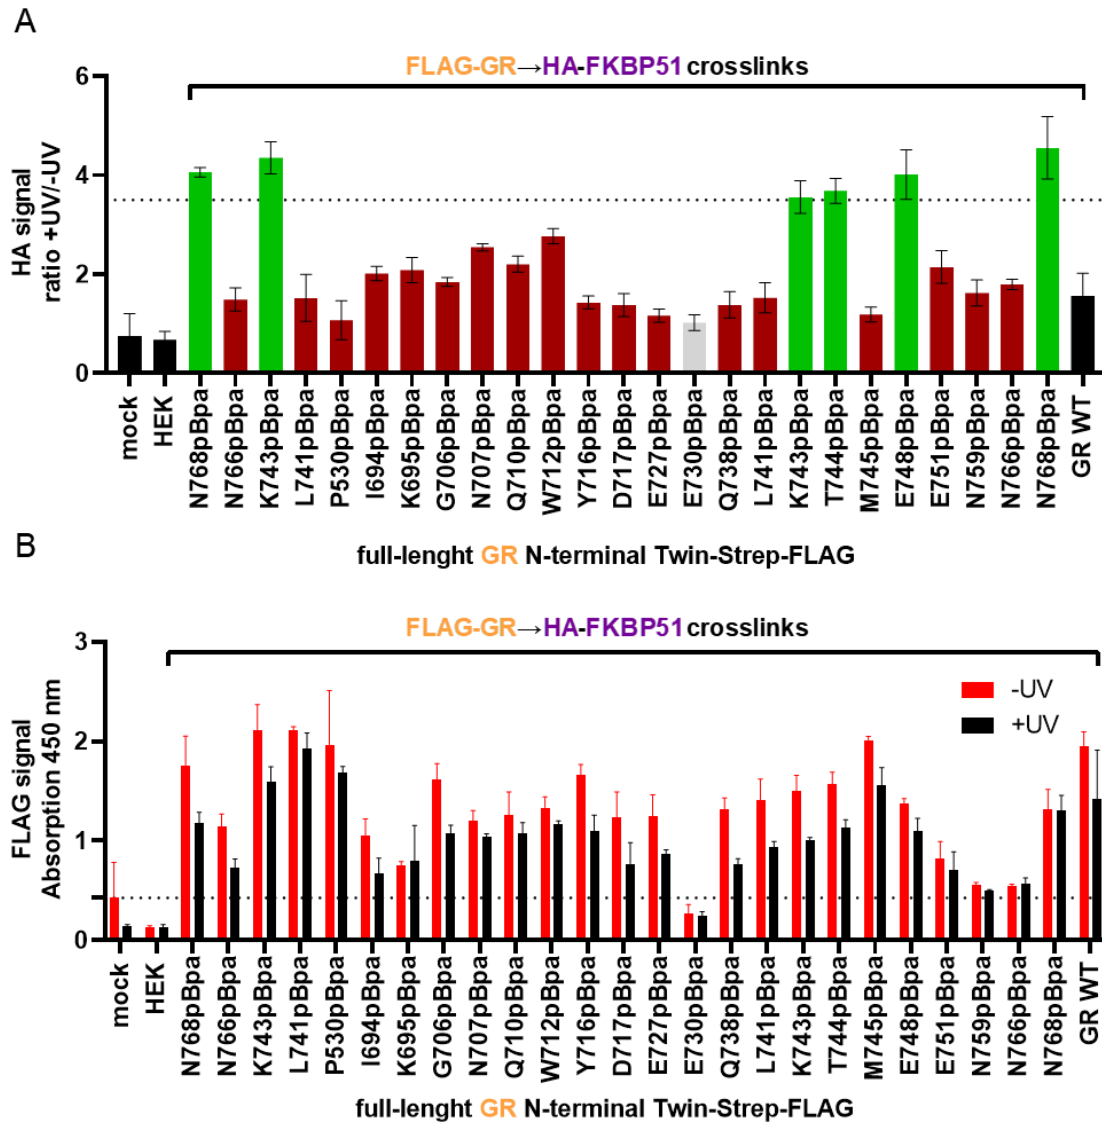 A
FLAG-GR→HA-FKBP51 crosslinks
HA signal
ratio +UV/-UV
6
4
2
0
mock
HEK
N768pBpa
N766pBpa
K743pBpa
L741pBpa
P530pBpa
I694pBpa
K695pBpa
G706pBpa
N707pBpa
Q710pBpa
W712pBpa
Y716pBpa
D717pBpa
E727pBpa
E730pBpa
Q738pBpa
L741pBpa
K743pBpa
T744pBpa
M745pBpa
E748pBpa
E751pBpa
N759pBpa
N766pBpa
N768pBpa
GR WT
full-lenght GR N-terminal Twin-Strep-FLAG
B
FLAG-GR→HA-FKBP51 crosslinks
FLAG signal
Absorption 450 nm
3
2
1
0
-UV
+UV
mock
HEK
N768pBpa
N766pBpa
K743pBpa
L741pBpa
P530pBpa
I694pBpa
K695pBpa
G706pBpa
N707pBpa
Q710pBpa
W712pBpa
Y716pBpa
D717pBpa
E727pBpa
E730pBpa
Q738pBpa
L741pBpa
K743pBpa
T744pBpa
M745pBpa
E748pBpa
E751pBpa
N759pBpa
N766pBpa
N768pBpa
GR WT
full-lenght GR N-terminal Twin-Strep-FLAG